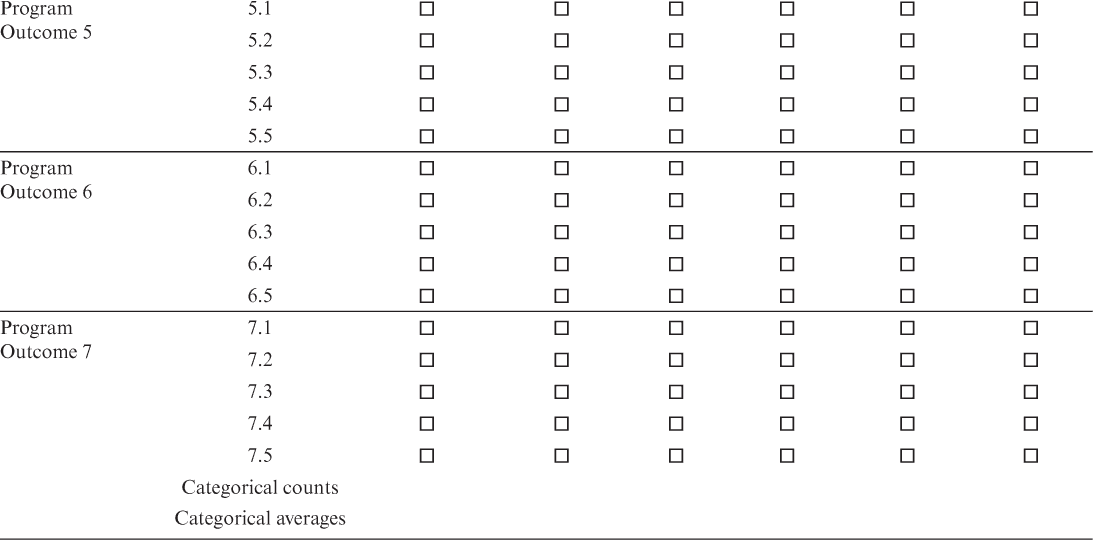 Program 5.1 □ □ □ □ □ □
Outcome 5
5.2 □ □ □ □ □ □
5.3 □ □ □ □ □ □
5.4 □ □ □ □ □ □
5.5 □ □ □ □ □ □
Program 6.1 □ □ □ □ □ □
Outcome 6
6.2 □ □ □ □ □ □
6.3 □ □ □ □ □ □
6.4 □ □ □ □ □ □
6.5 □ □ □ □ □ □
Program 7.1 □ □ □ □ □ □
Outcome 7
7.2 □ □ □ □ □ □
7.3 □ □ □ □ □ □
7.4 □ □ □ □ □ □
7.5 □ □ □ □ □ □
Categorical counts
Categorical averages